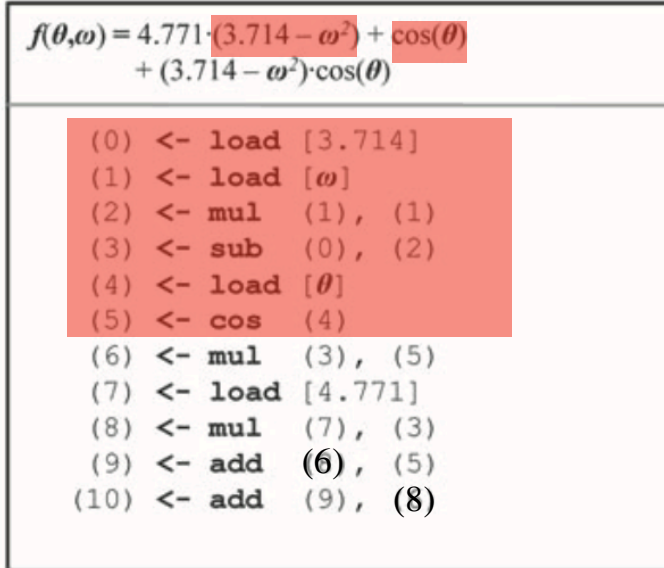 f(θ,ω) = 4.771·(3.714 – ω²) + cos(θ)
+ (3.714 – ω²)·cos(θ)
(0) <- load [3.714]
(1) <- load [ω]
(2) <- mul (1), (1)
(3) <- sub (0), (2)
(4) <- load [θ]
(5) <- cos (4)
(6) <- mul (3), (5)
(7) <- load [4.771]
(8) <- mul (7), (3)
(9) <- add (6), (5)
(10) <- add (9), (8)